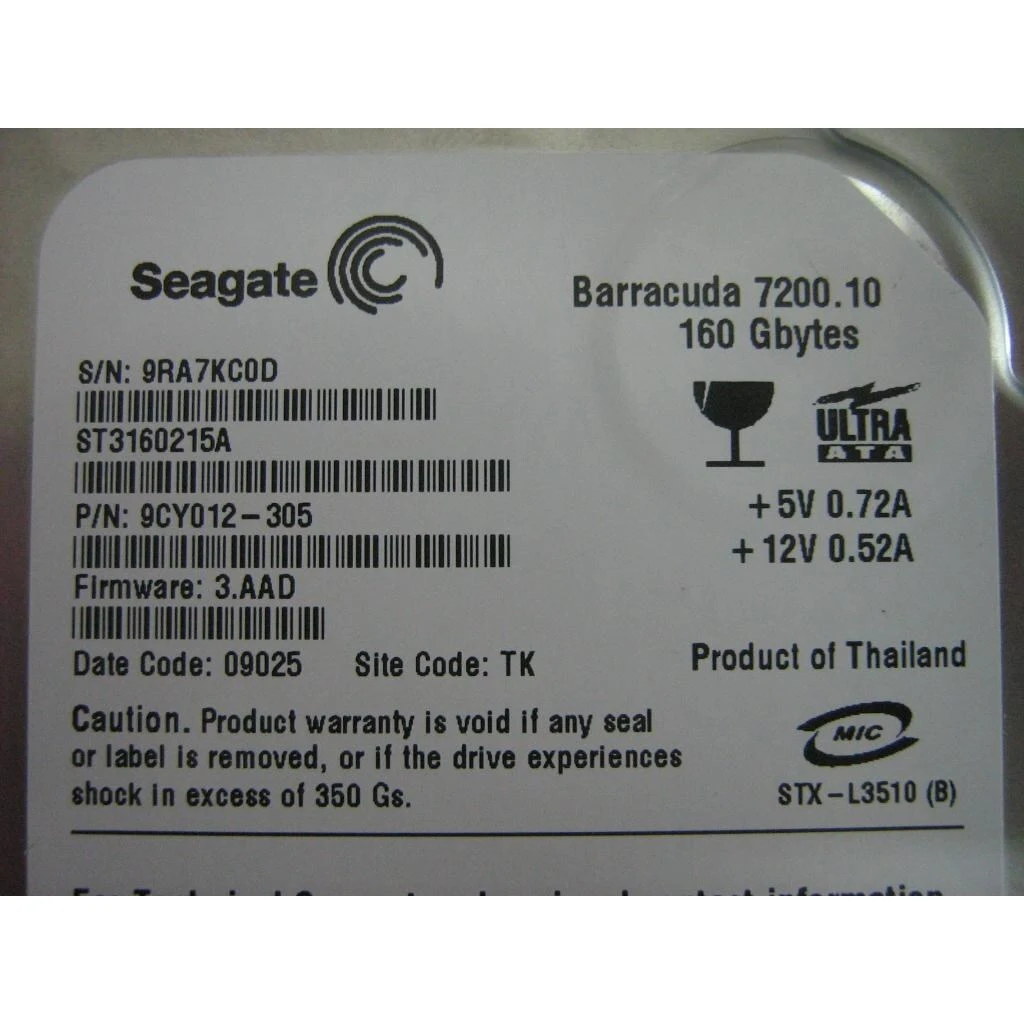 Seagate
Barracuda 7200.10
160 Gbytes
S/N: 9RA7KC0D
ST3160215A
ULTRA
ATA
P/N: 9CY012-305
+5V 0.72A
+12V 0.52A
Firmware: 3.AAD
Date Code: 09025 Site Code: TK
Product of Thailand
Caution. Product warranty is void if any seal
or label is removed, or if the drive experiences
shock in excess of 350 Gs.
MIC
STX-L3510 (B)